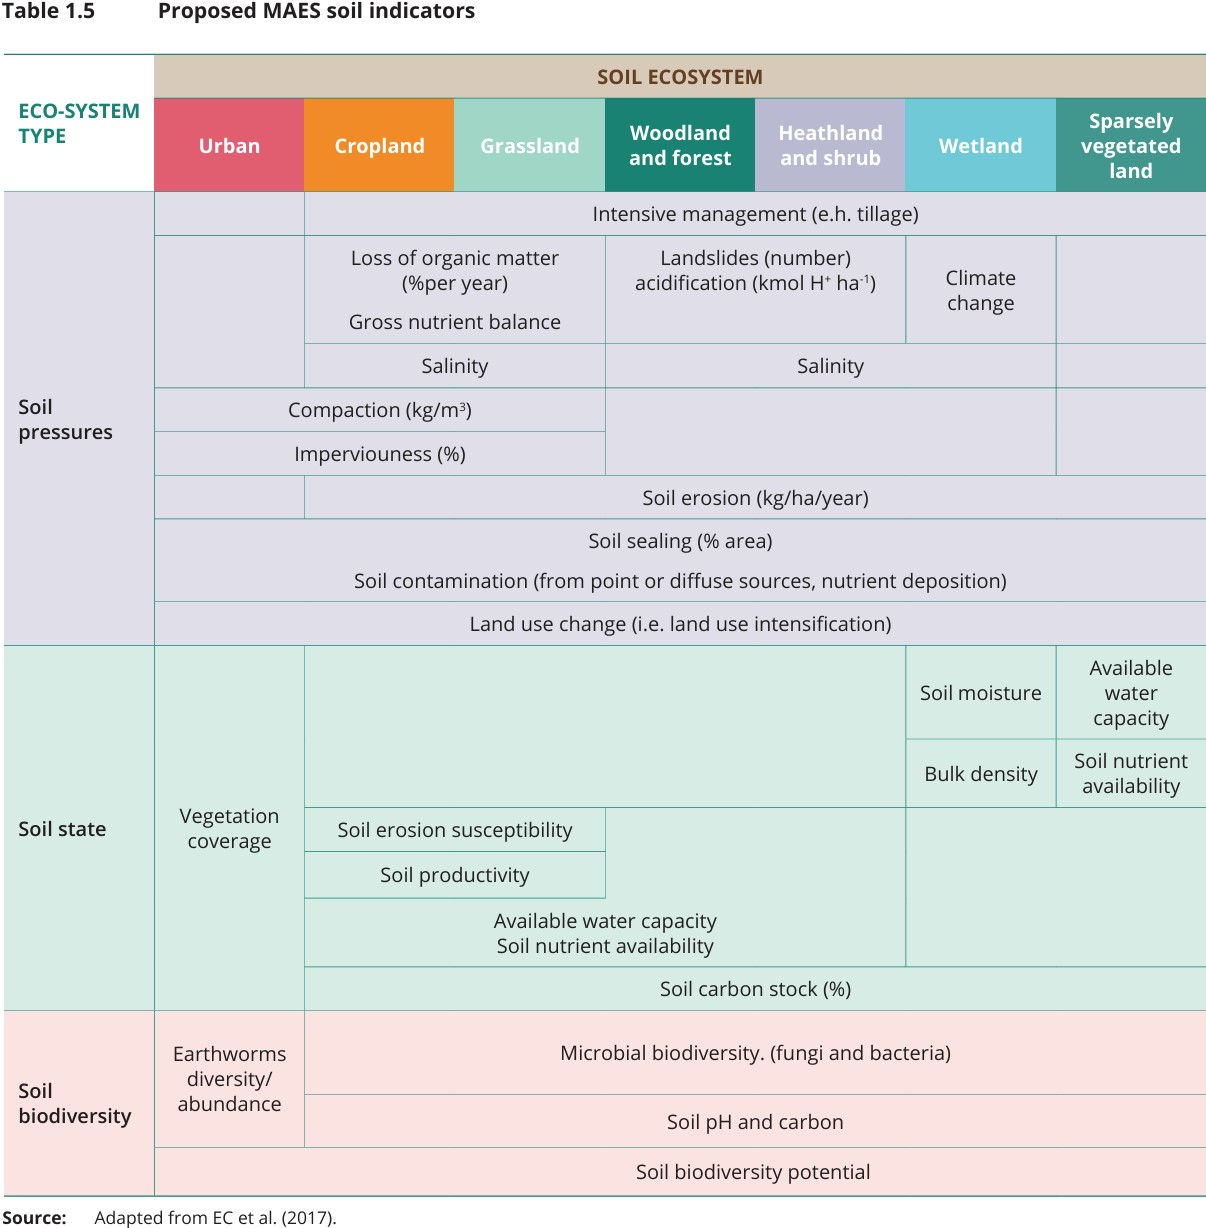 Table 1.5 Proposed MAES soil indicators
ECO-SYSTEM
TYPE
SOIL ECOSYSTEM
Urban
Cropland
Grassland
Woodland
and forest
Heathland
and shrub
Wetland
Sparsely
vegetated
land
Soil
pressures
Intensive management (e.h. tillage)
Loss of organic matter
(%per year)
Gross nutrient balance
Landslides (number)
acidification (kmol H⁺ ha⁻¹)
Climate
change
Salinity
Salinity
Compaction (kg/m³)
Imperviouness (%)
Soil erosion (kg/ha/year)
Soil sealing (% area)
Soil contamination (from point or diffuse sources, nutrient deposition)
Land use change (i.e. land use intensification)
Soil state
Vegetation
coverage
Soil moisture
Available
water
capacity
Bulk density
Soil nutrient
availability
Soil erosion susceptibility
Soil productivity
Available water capacity
Soil nutrient availability
Soil carbon stock (%)
Soil
biodiversity
Earthworms
diversity/
abundance
Microbial biodiversity. (fungi and bacteria)
Soil pH and carbon
Soil biodiversity potential
Source: Adapted from EC et al. (2017).